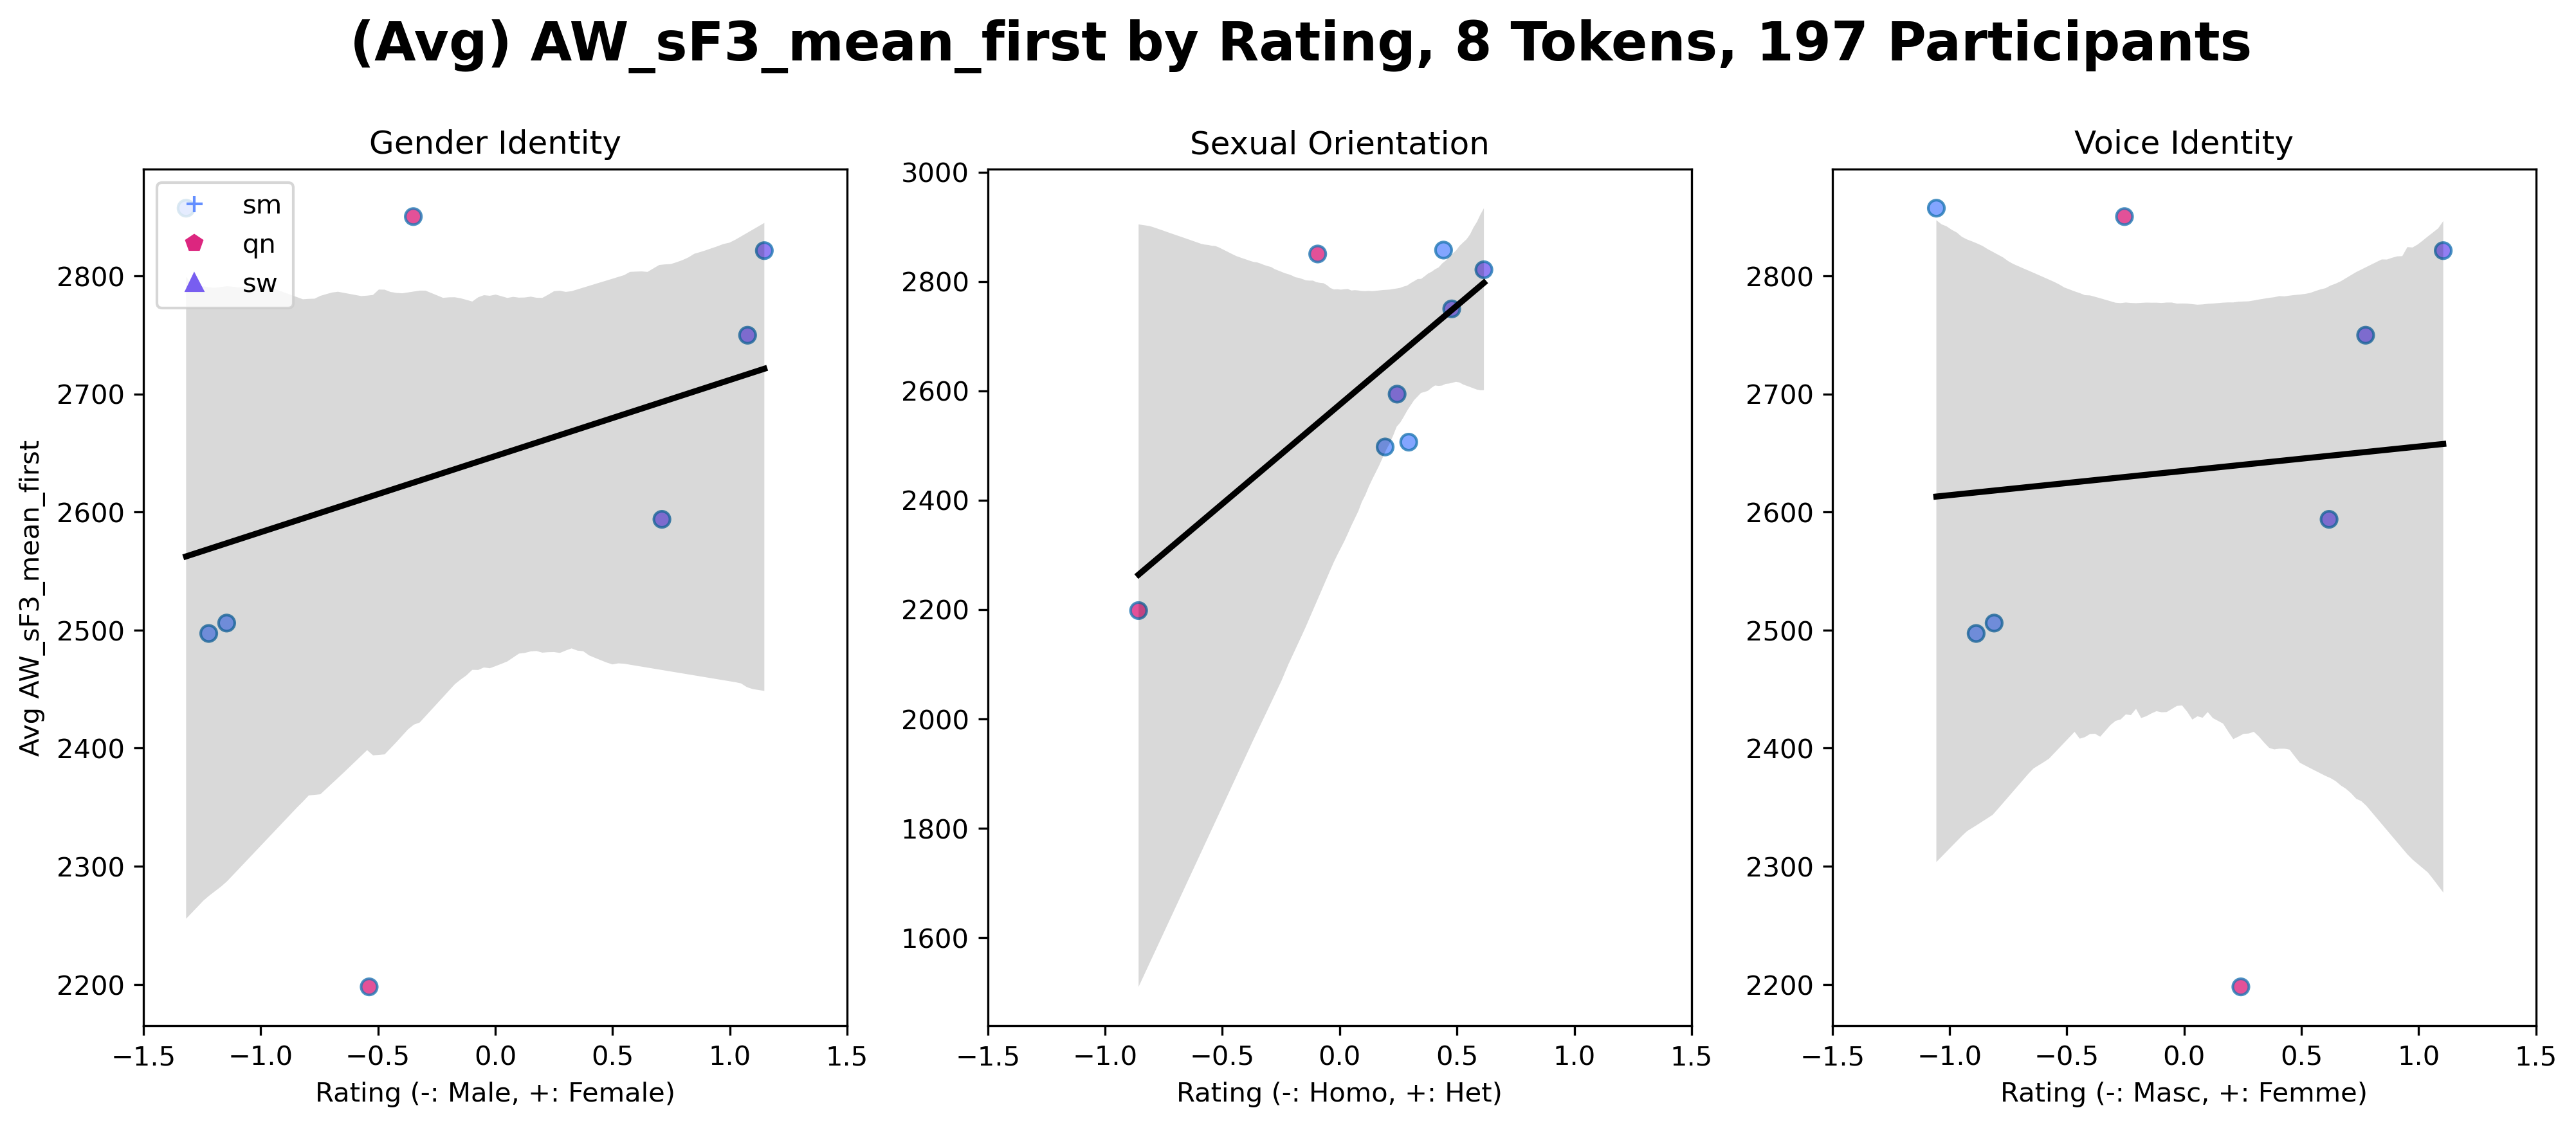 (Avg) AW_sF3_mean_first by Rating, 8 Tokens, 197 Participants
Gender Identity
Sexual Orientation
Voice Identity
sm
qn
sw
Avg AW_sF3_mean_first
2800
2700
2600
2500
2400
2300
2200
3000
2800
2600
2400
2200
2000
1800
1600
2800
2700
2600
2500
2400
2300
2200
−1.5 −1.0 −0.5 0.0 0.5 1.0 1.5
−1.5 −1.0 −0.5 0.0 0.5 1.0 1.5
−1.5 −1.0 −0.5 0.0 0.5 1.0 1.5
Rating (-: Male, +: Female)
Rating (-: Homo, +: Het)
Rating (-: Masc, +: Femme)